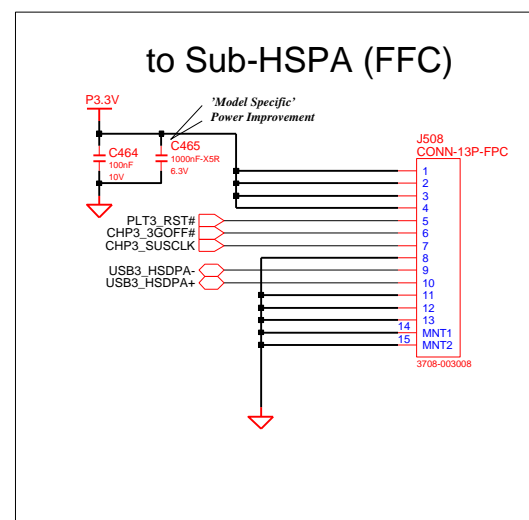 to Sub-HSPA (FFC)
P3.3V
'Model Specific'
Power Improvement
C464
100nF
10V
C465
1000nF-X5R
6.3V
J508
CONN-13P-FPC
1
2
3
4
PLT3_RST# 5
CHP3_3GOFF# 6
CHP3_SUSCLK 7
8
USB3_HSDPA- 9
USB3_HSDPA+ 10
11
12
13
14 MNT1
15 MNT2
3708-003008